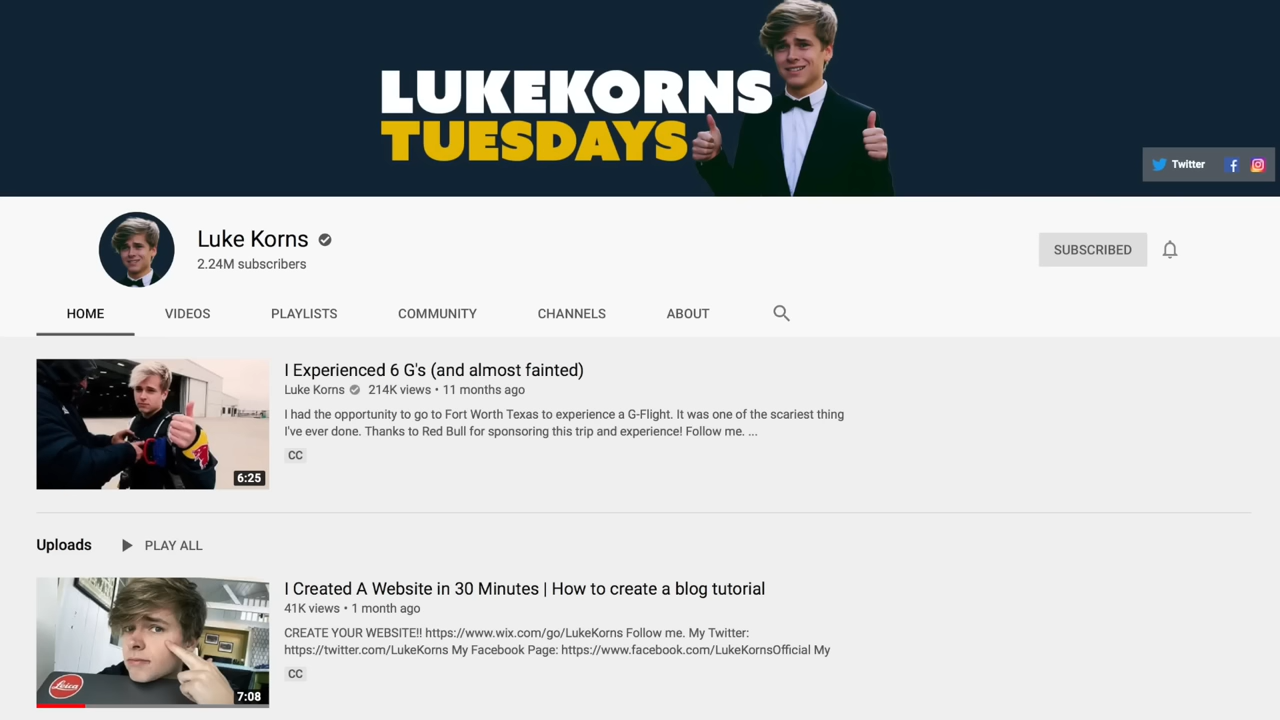 LUKEKORNS
TUESDAYS
Twitter
Luke Korns
2.24M subscribers
SUBSCRIBED
HOME VIDEOS PLAYLISTS COMMUNITY CHANNELS ABOUT
I Experienced 6 G's (and almost fainted)
Luke Korns 214K views • 11 months ago
I had the opportunity to go to Fort Worth Texas to experience a G-Flight. It was one of the scariest thing
I've ever done. Thanks to Red Bull for sponsoring this trip and experience! Follow me. ...
CC
6:25
Uploads PLAY ALL
I Created A Website in 30 Minutes | How to create a blog tutorial
41K views • 1 month ago
CREATE YOUR WEBSITE!! https://www.wix.com/go/LukeKorns Follow me. My Twitter:
https://twitter.com/LukeKorns My Facebook Page: https://www.facebook.com/LukeKornsOfficial My
CC
Leica
7:08